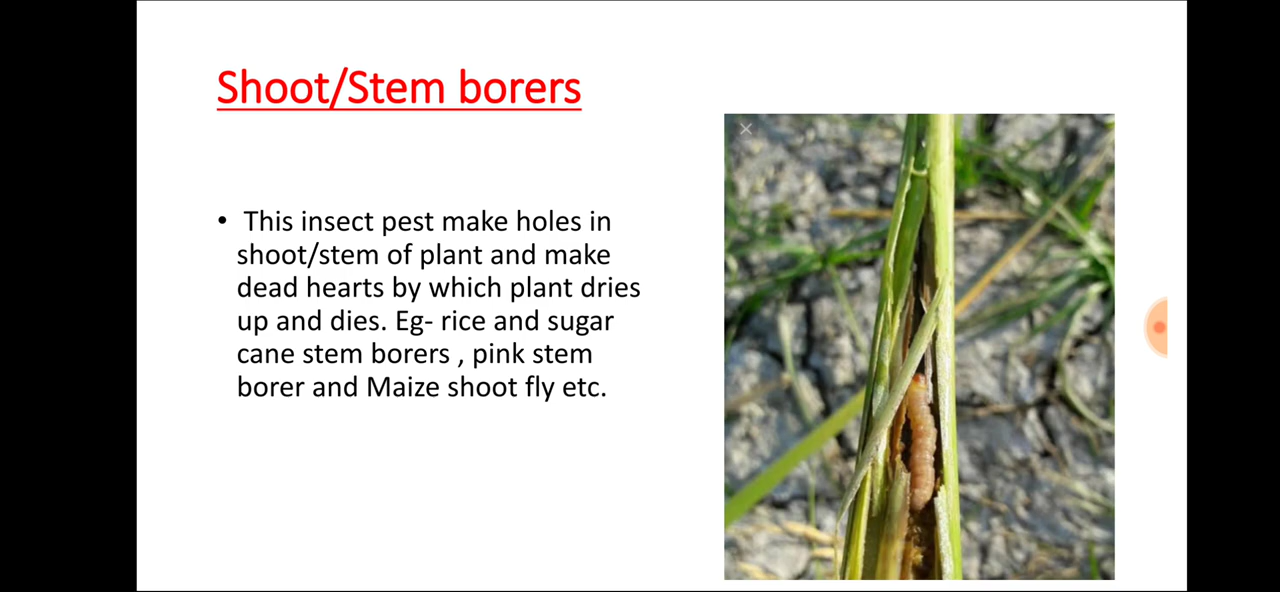 Shoot/Stem borers
• This insect pest make holes in
shoot/stem of plant and make
dead hearts by which plant dries
up and dies. Eg- rice and sugar
cane stem borers , pink stem
borer and Maize shoot fly etc.